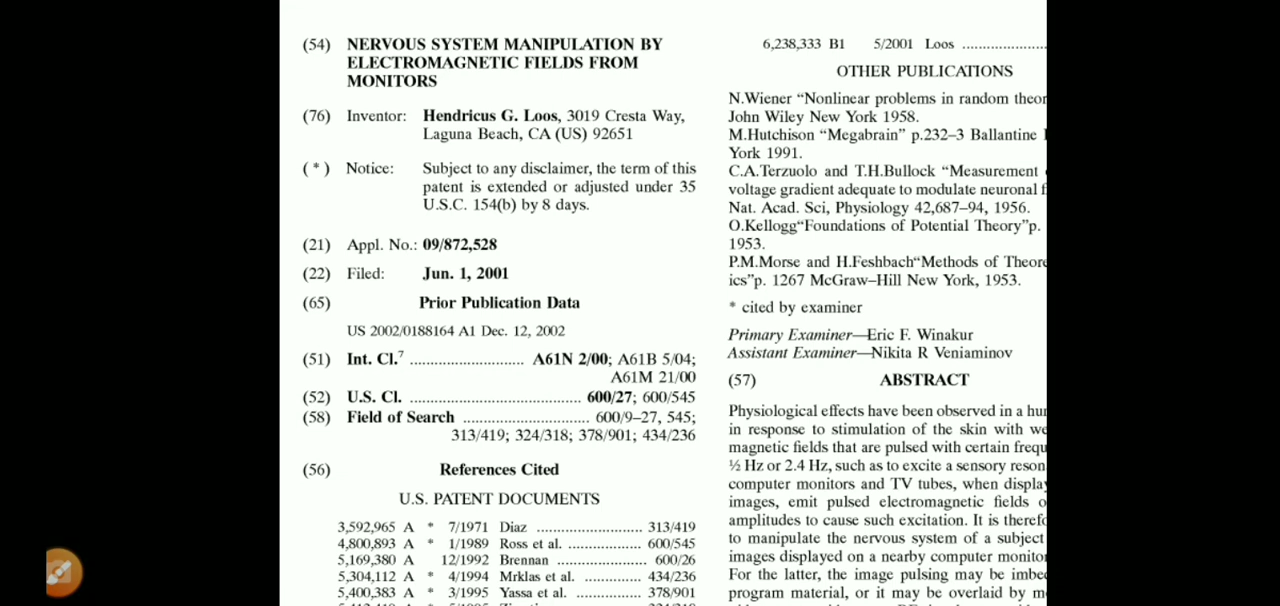 (54) NERVOUS SYSTEM MANIPULATION BY
ELECTROMAGNETIC FIELDS FROM
MONITORS
(76) Inventor: Hendricus G. Loos, 3019 Cresta Way,
Laguna Beach, CA (US) 92651
( * ) Notice: Subject to any disclaimer, the term of this
patent is extended or adjusted under 35
U.S.C. 154(b) by 8 days.
(21) Appl. No.: 09/872,528
(22) Filed: Jun. 1, 2001
(65) Prior Publication Data
US 2002/0188164 A1 Dec. 12, 2002
(51) Int. Cl.7 ............................ A61N 2/00; A61B 5/04;
A61M 21/00
(52) U.S. Cl. .......................................... 600/27; 600/545
(58) Field of Search ............................... 600/9–27, 545;
313/419; 324/318; 378/901; 434/236
(56) References Cited
U.S. PATENT DOCUMENTS
3,592,965 A * 7/1971 Diaz .......................... 313/419
4,800,893 A * 1/1989 Ross et al. ................. 600/545
5,169,380 A 12/1992 Brennan ....................... 600/26
5,304,112 A * 4/1994 Mrklas et al. .............. 434/236
5,400,383 A * 3/1995 Yassa et al. ................ 378/901
6,238,333 B1 5/2001 Loos .....................
OTHER PUBLICATIONS
N.Wiener “Nonlinear problems in random
John Wiley New York 1958.
M.Hutchison “Megabrain” p.232–3 Ballantine
York 1991.
C.A.Terzuolo and T.H.Bullock “Measurement
voltage gradient adequate to modulate neuronal
Nat. Acad. Sci, Physiology 42,687–94, 1956.
O.Kellogg“Foundations of Potential Theory”p.
1953.
P.M.Morse and H.Feshbach“Methods of
ics”p. 1267 McGraw–Hill New York, 1953.
* cited by examiner
Primary Examiner—Eric F. Winakur
Assistant Examiner—Nikita R Veniaminov
(57) ABSTRACT
Physiological effects have been observed in a
in response to stimulation of the skin with
magnetic fields that are pulsed with certain
½ Hz or 2.4 Hz, such as to excite a sensory
computer monitors and TV tubes, when
images, emit pulsed electromagnetic fields
amplitudes to cause such excitation. It is
to manipulate the nervous system of a subject
images displayed on a nearby computer
For the latter, the image pulsing may be
program material, or it may be overlaid by